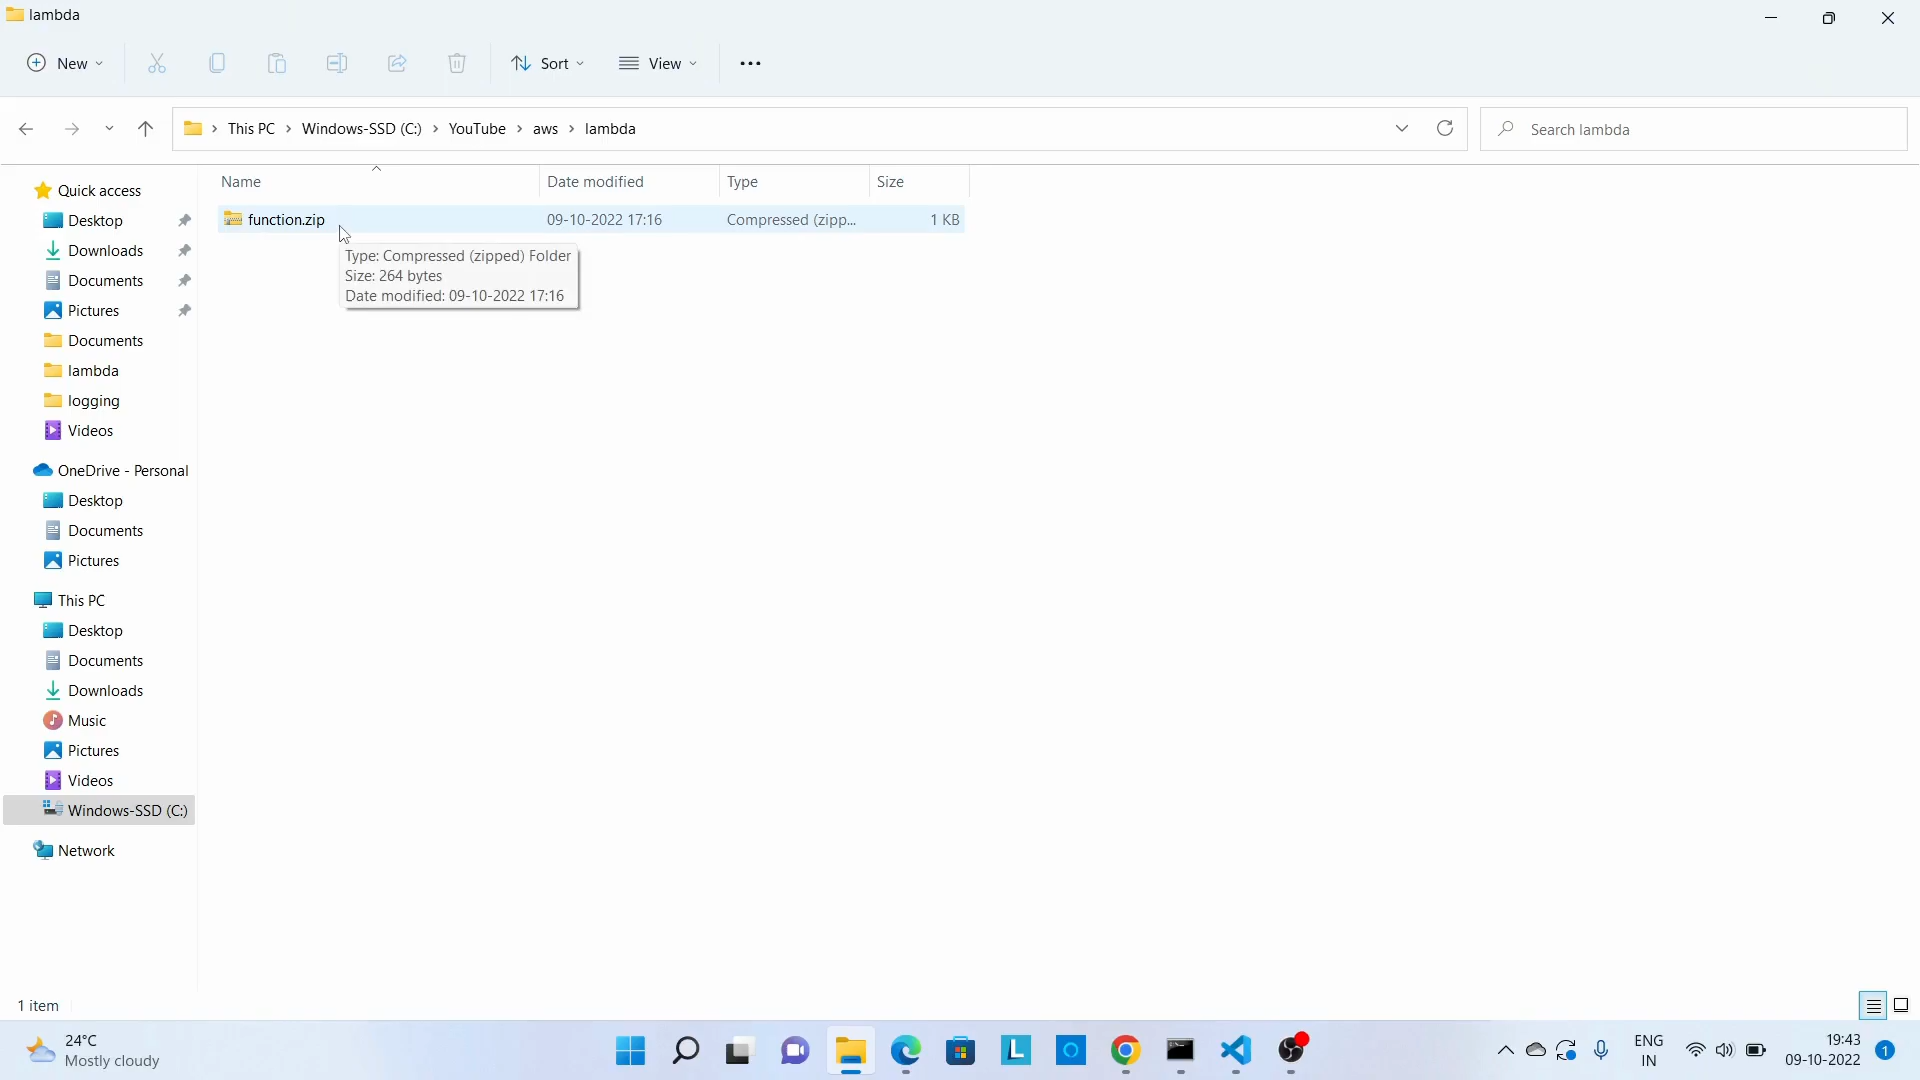 lambda
New
Sort
View
This PC
Windows-SSD (C:)
YouTube
aws
lambda
Search lambda
Name
Date modified
Type
Size
function.zip
09-10-2022 17:16
Compressed (zipp...
1 KB
Type: Compressed (zipped) Folder
Size: 264 bytes
Date modified: 09-10-2022 17:16
Quick access
Desktop
Downloads
Documents
Pictures
Documents
lambda
logging
Videos
OneDrive - Personal
Desktop
Documents
Pictures
This PC
Desktop
Documents
Downloads
Music
Pictures
Videos
Windows-SSD (C:)
Network
1 item
24°C
Mostly cloudy
L
ENG
IN
19:43
09-10-2022
1